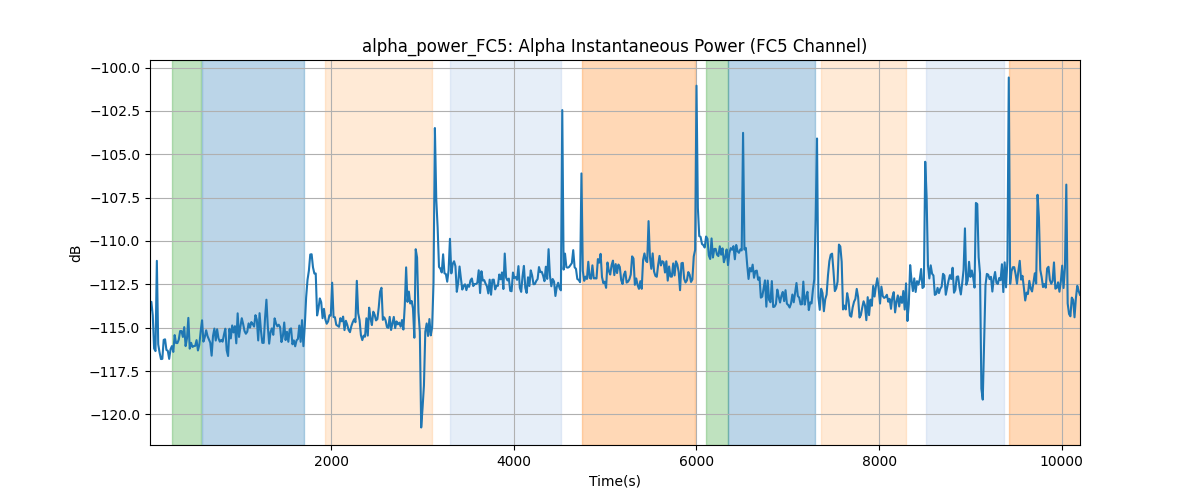 alpha_power_FC5: Alpha Instantaneous Power (FC5 Channel)
−100.0
−102.5
−105.0
−107.5
−110.0
−112.5
−115.0
−117.5
−120.0
dB
2000 4000 6000 8000 10000
Time(s)